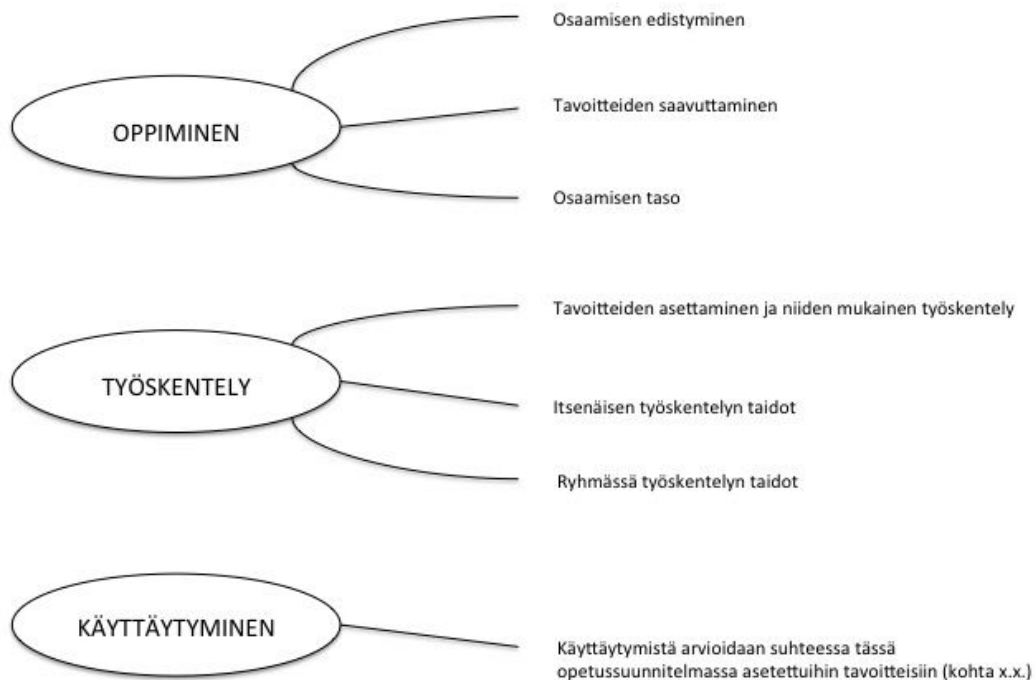 OPPIMINEN
Osaamisen edistyminen
Tavoitteiden saavuttaminen
Osaamisen taso
TYÖSKENTELY
Tavoitteiden asettaminen ja niiden mukainen työskentely
Itsenäisen työskentelyn taidot
Ryhmässä työskentelyn taidot
KÄYTTÄYTYMINEN
Käyttäytymistä arvioidaan suhteessa tässä
opetussuunnitelmassa asetettuihin tavoitteisiin (kohta x.x.)